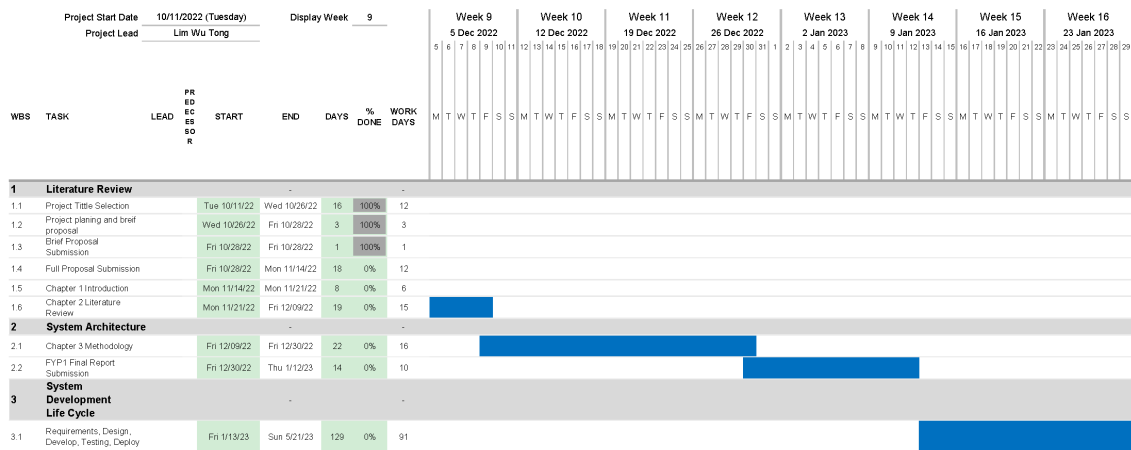 Project Start Date 10/11/2022 (Tuesday) Display Week 9 Week 9 Week 10 Week 11 Week 12 Week 13 Week 14 Week 15 Week 16
Project Lead Lim Wu Tong 5 Dec 2022 12 Dec 2022 19 Dec 2022 26 Dec 2022 2 Jan 2023 9 Jan 2023 16 Jan 2023 23 Jan 2023
5 6 7 8 9 10 11 12 13 14 15 16 17 18 19 20 21 22 23 24 25 26 27 28 29 30 31 1 2 3 4 5 6 7 8 9 10 11 12 13 14 15 16 17 18 19 20 21 22 23 24 25 26 27 28 29
WBS TASK LEAD PREDECESSOR START END DAYS % DONE WORK DAYS M T W T F S S M T W T F S S M T W T F S S M T W T F S S M T W T F S S M T W T F S S M T W T F S S M T W T F S S
1 Literature Review - -
1.1 Project Tittle Selection Tue 10/11/22 Wed 10/26/22 16 100% 12
1.2 Project planing and breif proposal Wed 10/26/22 Fri 10/28/22 3 100% 3
1.3 Brief Proposal Submission Fri 10/28/22 Fri 10/28/22 1 100% 1
1.4 Full Proposal Submission Fri 10/28/22 Mon 11/14/22 18 0% 12
1.5 Chapter 1 Introduction Mon 11/14/22 Mon 11/21/22 8 0% 6
1.6 Chapter 2 Literature Review Mon 11/21/22 Fri 12/09/22 19 0% 15
2 System Architecture - -
2.1 Chapter 3 Methodology Fri 12/09/22 Fri 12/30/22 22 0% 16
2.2 FYP1 Final Report Submission Fri 12/30/22 Thu 1/12/23 14 0% 10
3 System Development Life Cycle - -
3.1 Requirements, Design, Develop, Testing, Deploy Fri 1/13/23 Sun 5/21/23 129 0% 91